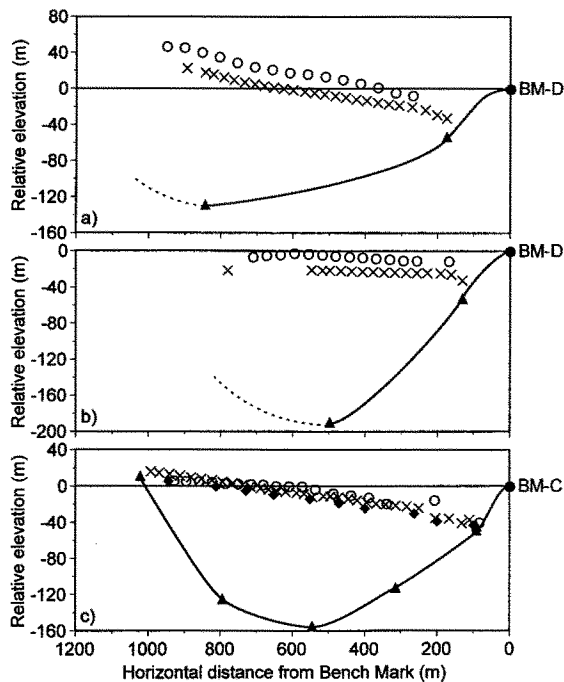 80
40
0
-40
-80
-120
-160
Relative elevation (m)
a)
BM-D
0
-40
-80
-120
-160
-200
Relative elevation (m)
b)
BM-D
40
0
-40
-80
-120
-160
Relative elevation (m)
c)
BM-C
1200 1000 800 600 400 200 0
Horizontal distance from Bench Mark (m)